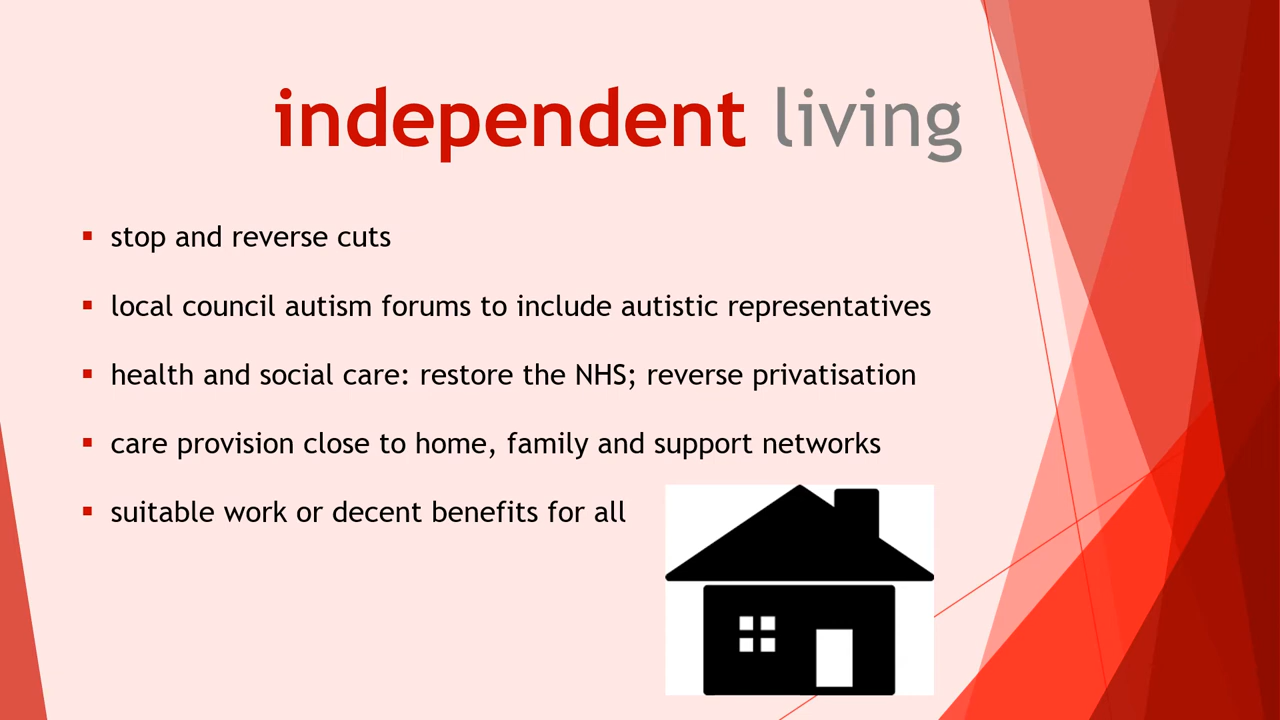 independent living
▪ stop and reverse cuts
▪ local council autism forums to include autistic representatives
▪ health and social care: restore the NHS; reverse privatisation
▪ care provision close to home, family and support networks
▪ suitable work or decent benefits for all